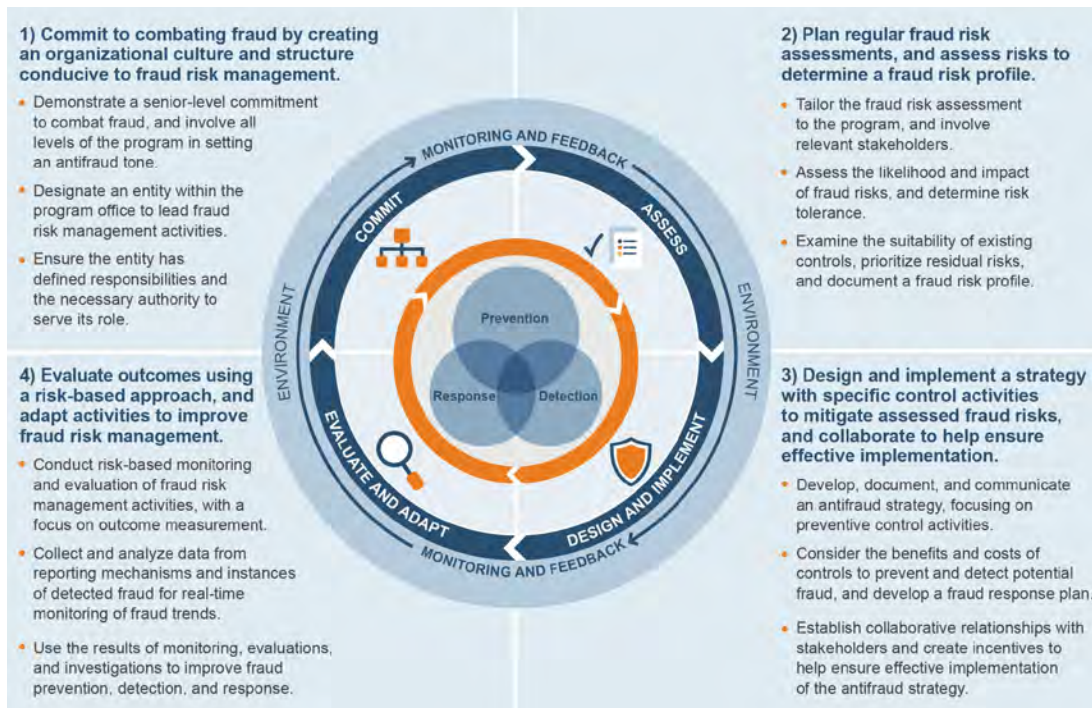 1) Commit to combating fraud by creating
an organizational culture and structure
conducive to fraud risk management.
• Demonstrate a senior-level commitment
to combat fraud, and involve all
levels of the program in setting
an antifraud tone.
• Designate an entity within the
program office to lead fraud
risk management activities.
• Ensure the entity has
defined responsibilities and
the necessary authority to
serve its role.
2) Plan regular fraud risk
assessments, and assess risks to
determine a fraud risk profile.
• Tailor the fraud risk assessment
to the program, and involve
relevant stakeholders.
• Assess the likelihood and impact
of fraud risks, and determine risk
tolerance.
• Examine the suitability of existing
controls, prioritize residual risks,
and document a fraud risk profile.
MONITORING AND FEEDBACK
COMMIT
ASSESS
ENVIRONMENT
ENVIRONMENT
Prevention
Response
Detection
EVALUATE AND ADAPT
DESIGN AND IMPLEMENT
MONITORING AND FEEDBACK
4) Evaluate outcomes using
a risk-based approach, and
adapt activities to improve
fraud risk management.
• Conduct risk-based monitoring
and evaluation of fraud risk
management activities, with a
focus on outcome measurement.
• Collect and analyze data from
reporting mechanisms and instances
of detected fraud for real-time
monitoring of fraud trends.
• Use the results of monitoring, evaluations,
and investigations to improve fraud
prevention, detection, and response.
3) Design and implement a strategy
with specific control activities
to mitigate assessed fraud risks,
and collaborate to help ensure
effective implementation.
• Develop, document, and communicate
an antifraud strategy, focusing on
preventive control activities.
• Consider the benefits and costs of
controls to prevent and detect potential
fraud, and develop a fraud response plan.
• Establish collaborative relationships with
stakeholders and create incentives to
help ensure effective implementation
of the antifraud strategy.